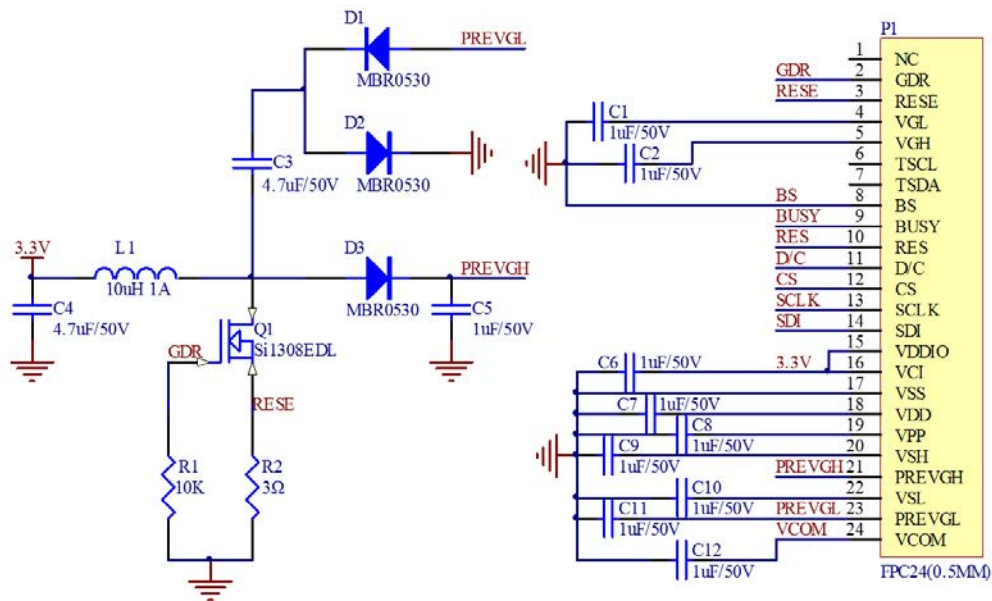 D1
PREVGL
MBR0530
D2
MBR0530
C3
4.7uF/50V
3.3V
L1
10uH 1A
D3
PREVGH
MBR0530
C4
4.7uF/50V
C5
1uF/50V
Q1
Si1308EDL
GDR
RESE
R1
10K
R2
3Ω
P1
1 NC
GDR 2 GDR
RESE 3 RESE
C1
1uF/50V
4 VGL
5 VGH
C2
1uF/50V
6 TSCL
7 TSDA
BS 8 BS
BUSY 9 BUSY
RES 10 RES
D/C 11 D/C
CS 12 CS
SCLK 13 SCLK
SDI 14 SDI
15 VDDIO
C6 1uF/50V 3.3V 16 VCI
17 VSS
C7 1uF/50V 18 VDD
C8
1uF/50V
19 VPP
C9
1uF/50V
20 VSH
PREVGH 21 PREVGH
C10
1uF/50V
22 VSL
C11
1uF/50V
PREVGL 23 PREVGL
VCOM 24 VCOM
C12
1uF/50V
FPC24(0.5MM)